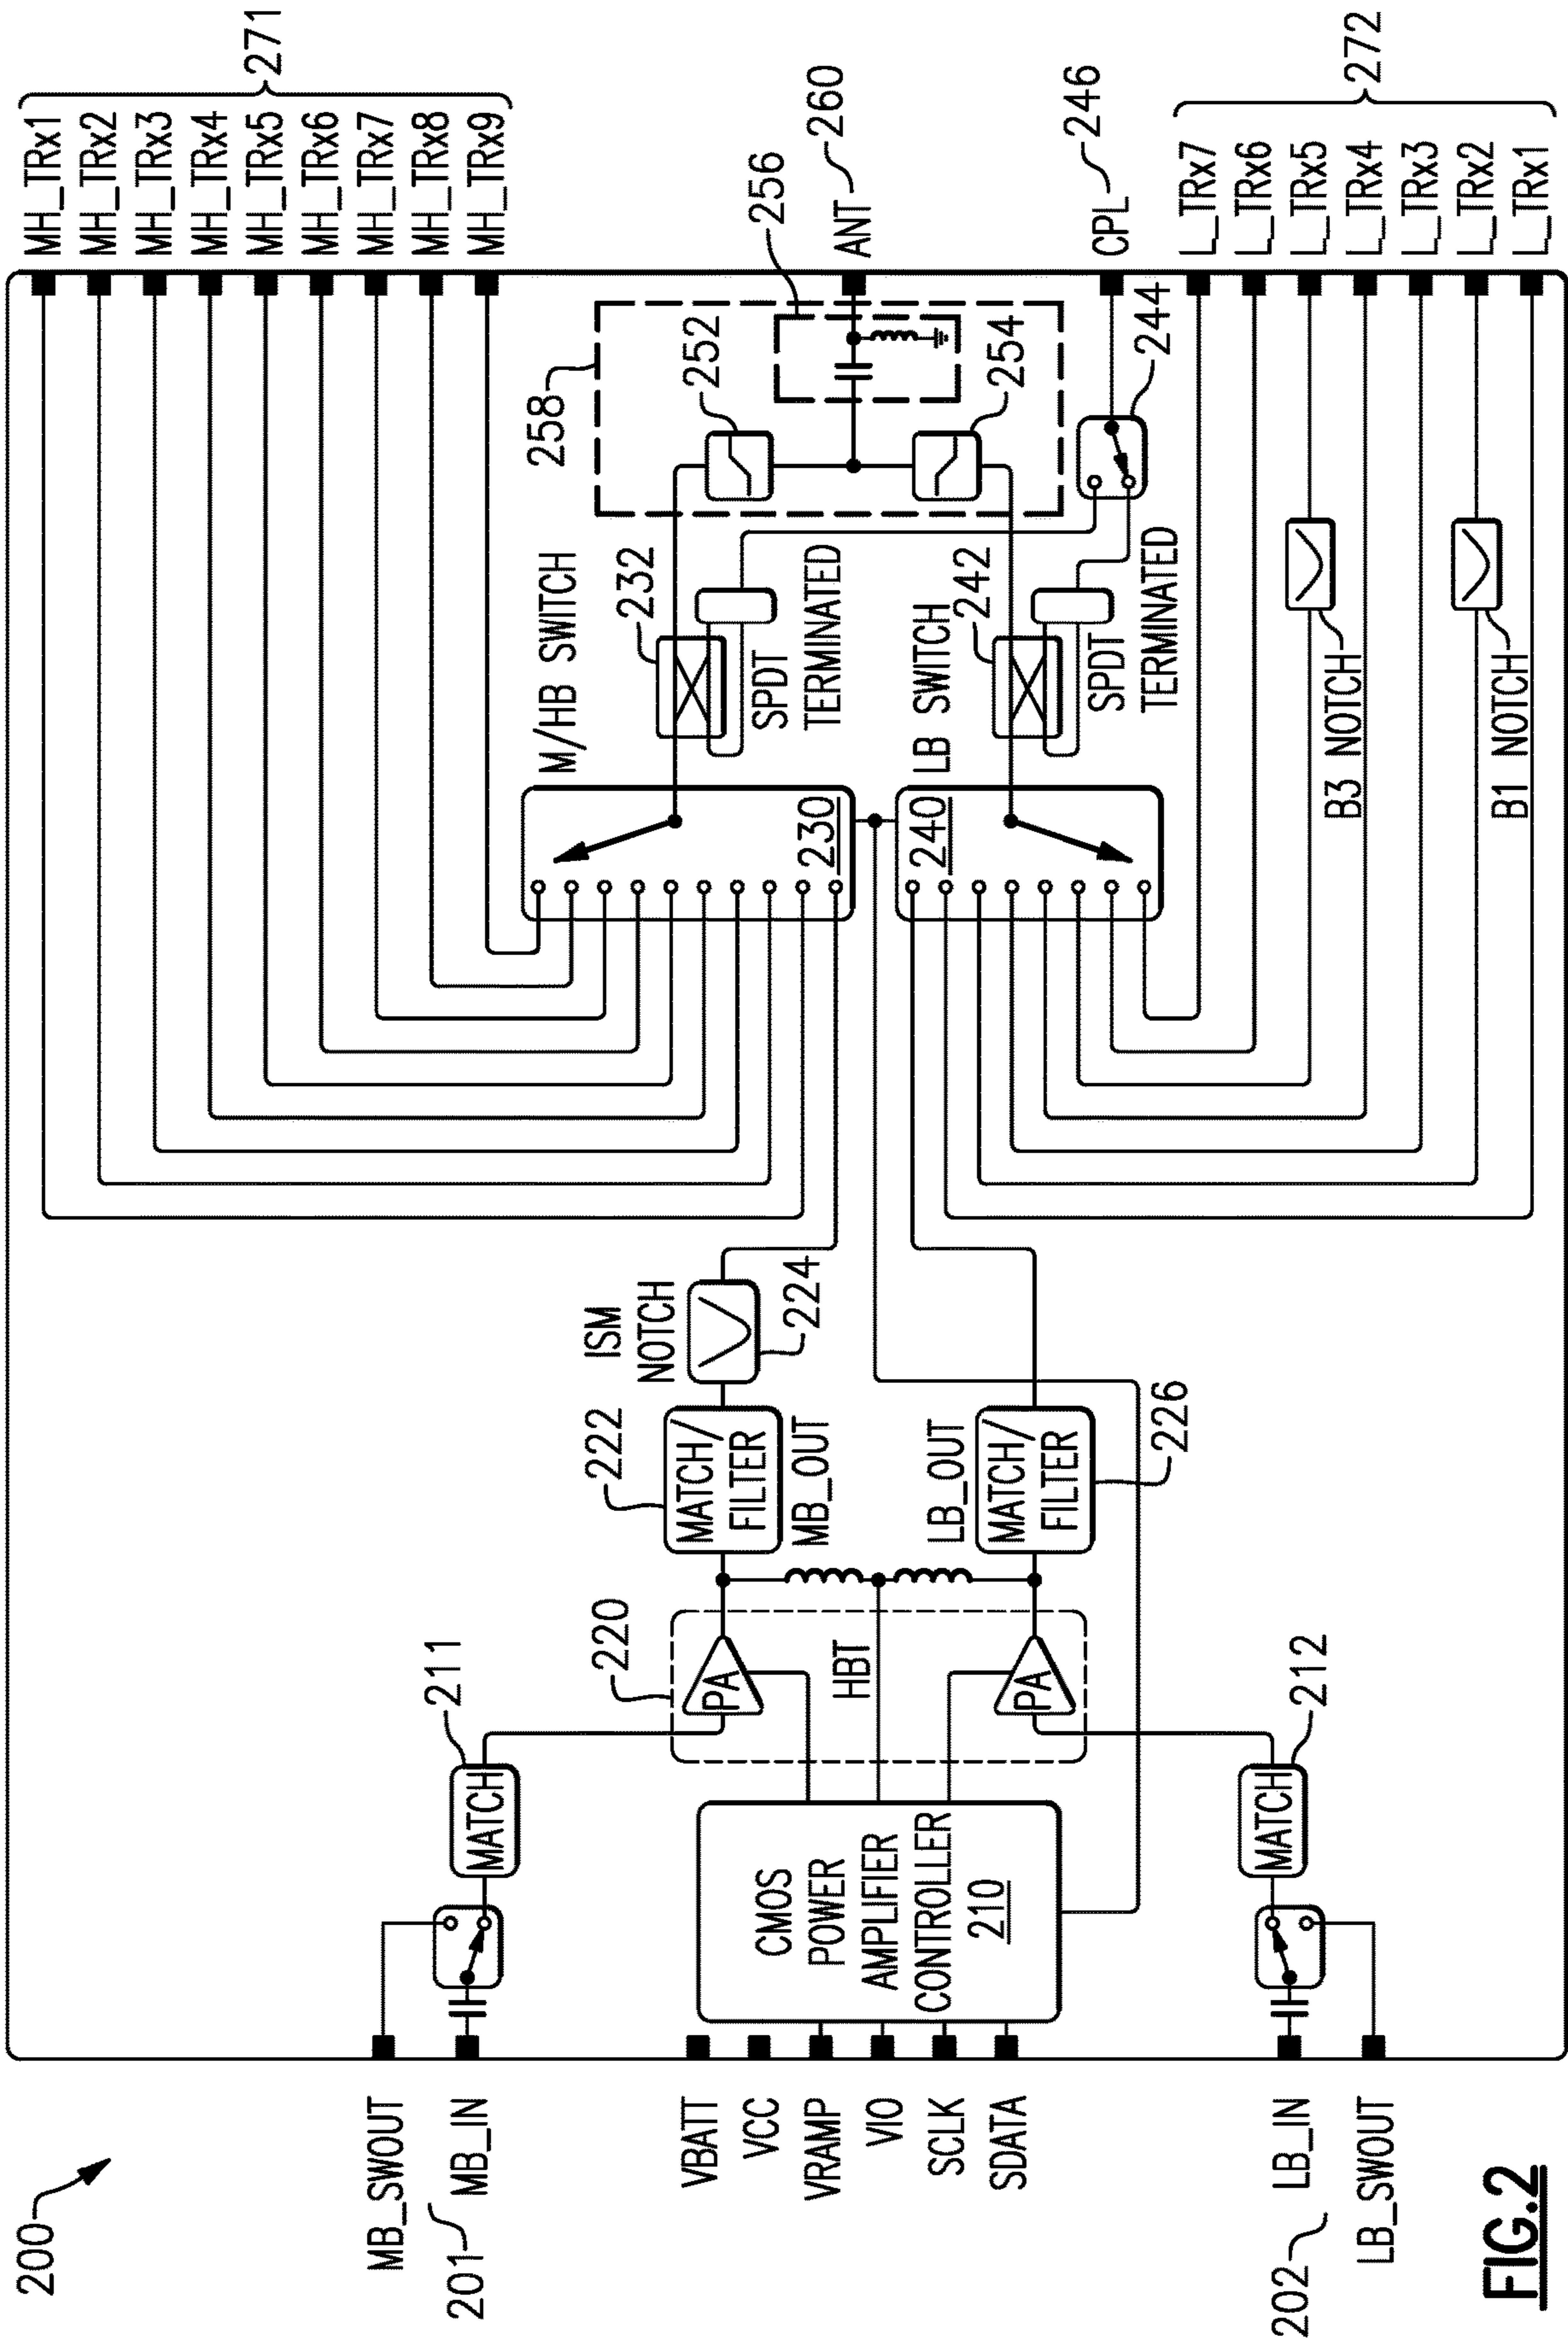 FIG.2
200
MB_SWOUT
MB_IN
201
VBATT
VCC
VRAMP
VIO
SCLK
SDATA
LB_IN
202
LB_SWOUT
MATCH
211
CMOS
POWER
AMPLIFIER
CONTROLLER
210
MATCH
212
220
PA
HBT
PA
222
MATCH/
FILTER
MB_OUT
LB_OUT
MATCH/
FILTER
226
ISM
NOTCH
224
M/HB SWITCH
230
232
SPDT
TERMINATED
LB SWITCH
240
242
SPDT
TERMINATED
B3 NOTCH
B1 NOTCH
258
252
256
254
244
MH_TRx1
MH_TRx2
MH_TRx3
MH_TRx4
MH_TRx5
MH_TRx6
MH_TRx7
MH_TRx8
MH_TRx9
271
ANT
260
CPL
246
L_TRx7
L_TRx6
L_TRx5
L_TRx4
L_TRx3
L_TRx2
L_TRx1
272